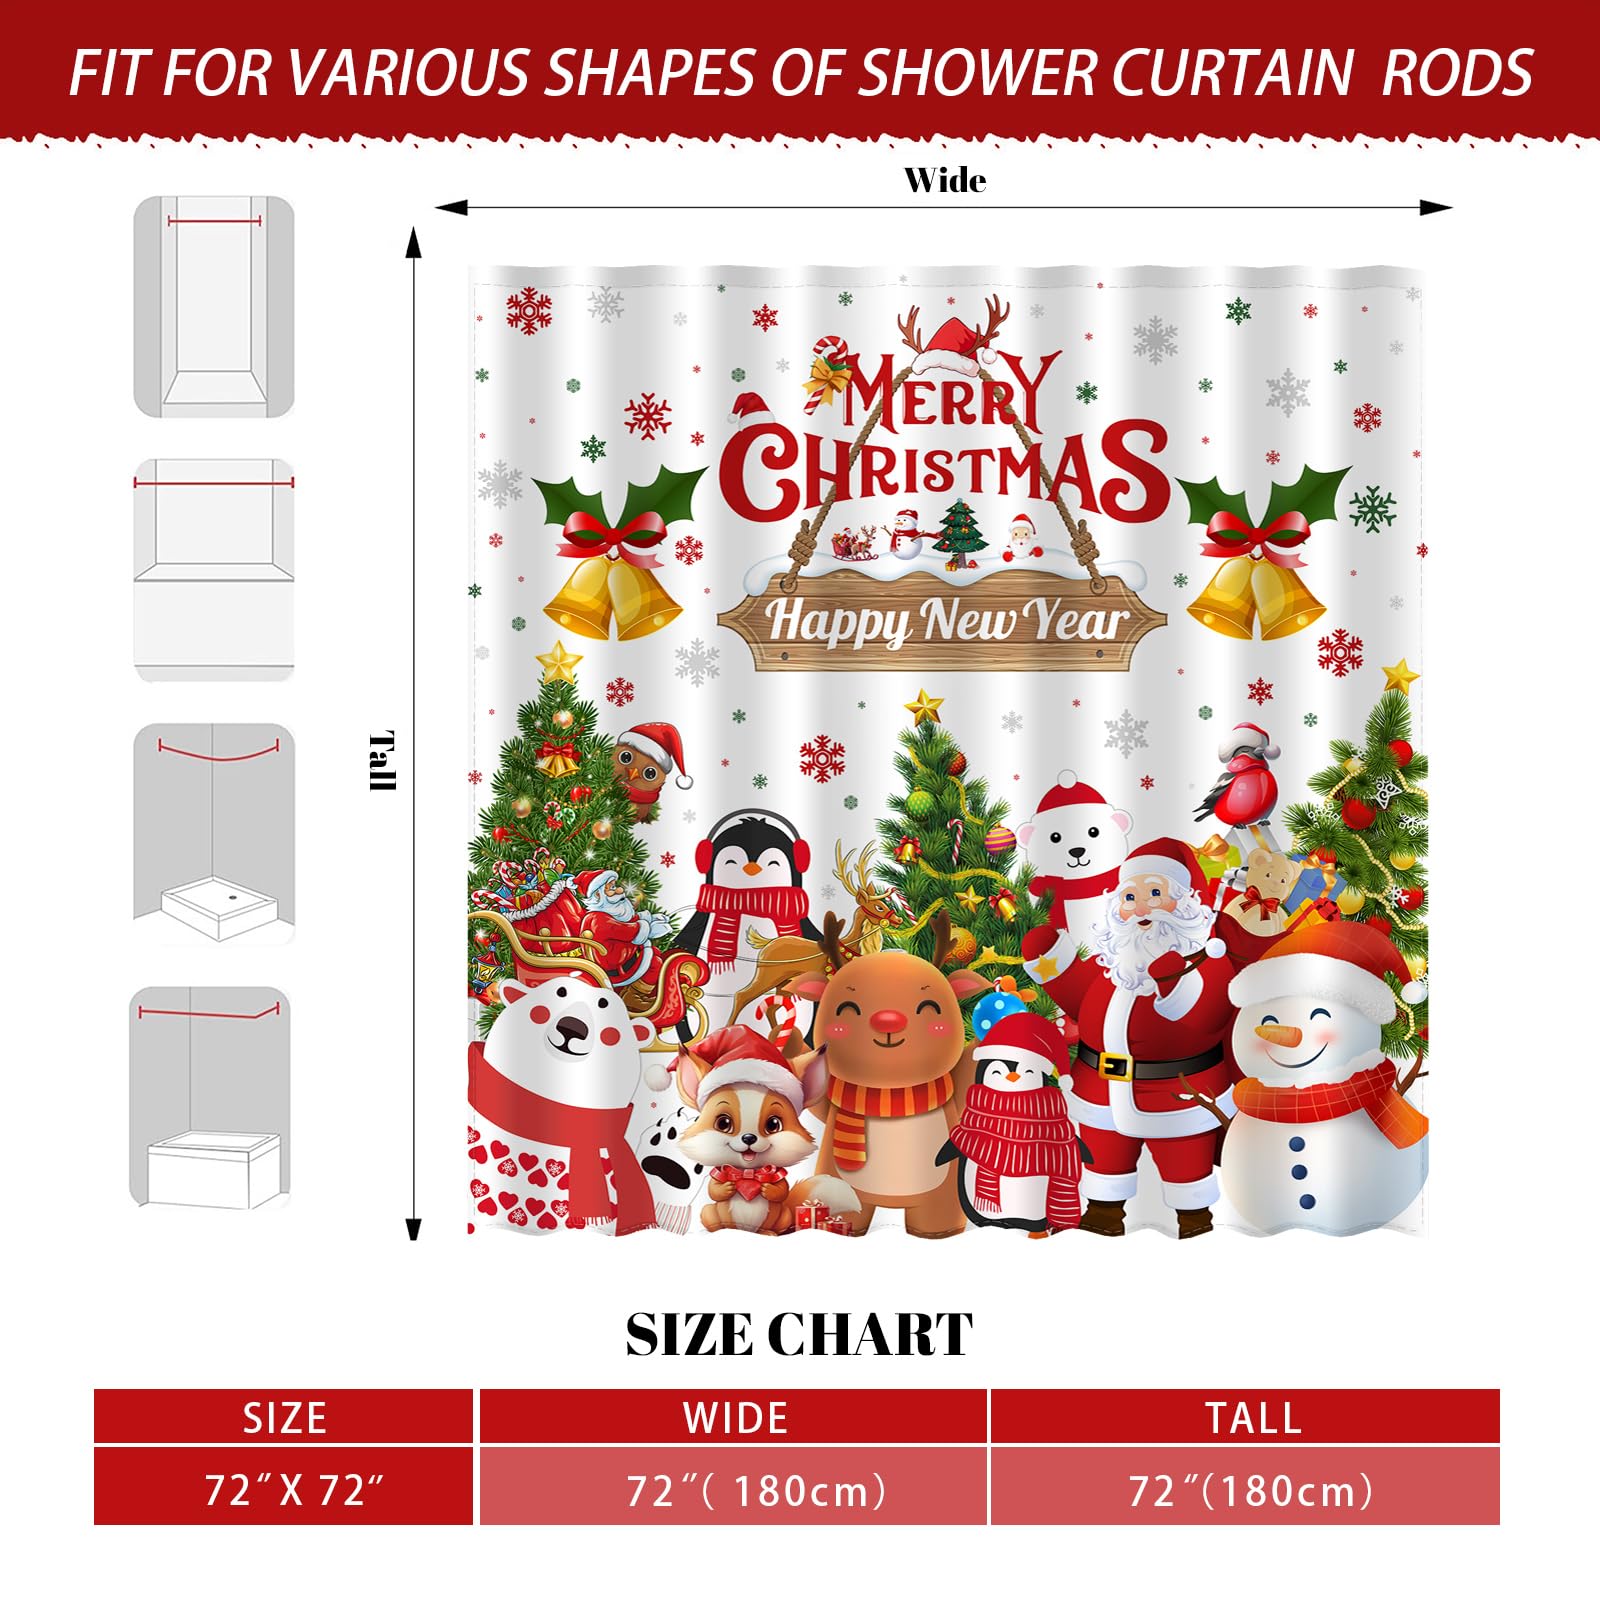 FIT FOR VARIOUS SHAPES OF SHOWER CURTAIN RODS
Wide
Tall
MERRY
CHRISTMAS
Happy New Year
SIZE CHART
SIZE WIDE TALL
72"X 72" 72"( 180cm) 72"(180cm)